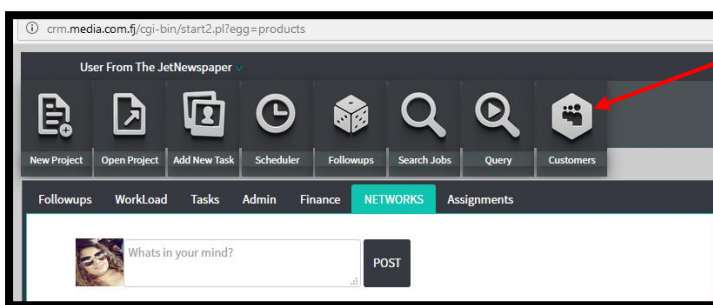 crm.media.com.fj/cgi-bin/start2.pl?egg=products
User From The JetNewspaper
New Project Open Project Add New Task Scheduler Followups Search Jobs Query Customers
Followups WorkLoad Tasks Admin Finance NETWORKS Assignments
Whats in your mind?
POST